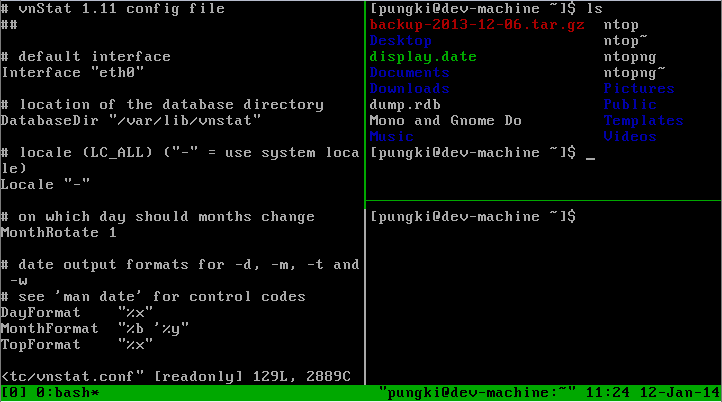 # vnStat 1.11 config file
##
# default interface
Interface "eth0"
# location of the database directory
DatabaseDir "/var/lib/vnstat"
# locale (LC_ALL) ("-" = use system loca
le)
Locale "-"
# on which day should months change
MonthRotate 1
# date output formats for -d, -m, -t and
 -w
# see 'man date' for control codes
DayFormat    "%x"
MonthFormat  "%b '%y"
TopFormat    "%x"
<tc/vnstat.conf" [readonly] 129L, 2889C
[pungki@dev-machine ~]$ ls
backup-2013-12-06.tar.gz  ntop
Desktop                   ntop~
display.date              ntopng
Documents                 ntopng~
Downloads                 Pictures
dump.rdb                  Public
Mono and Gnome Do         Templates
Music                     Videos
[pungki@dev-machine ~]$ _
[pungki@dev-machine ~]$
[0] 0:bash* "pungki@dev-machine:~" 11:24 12-Jan-14